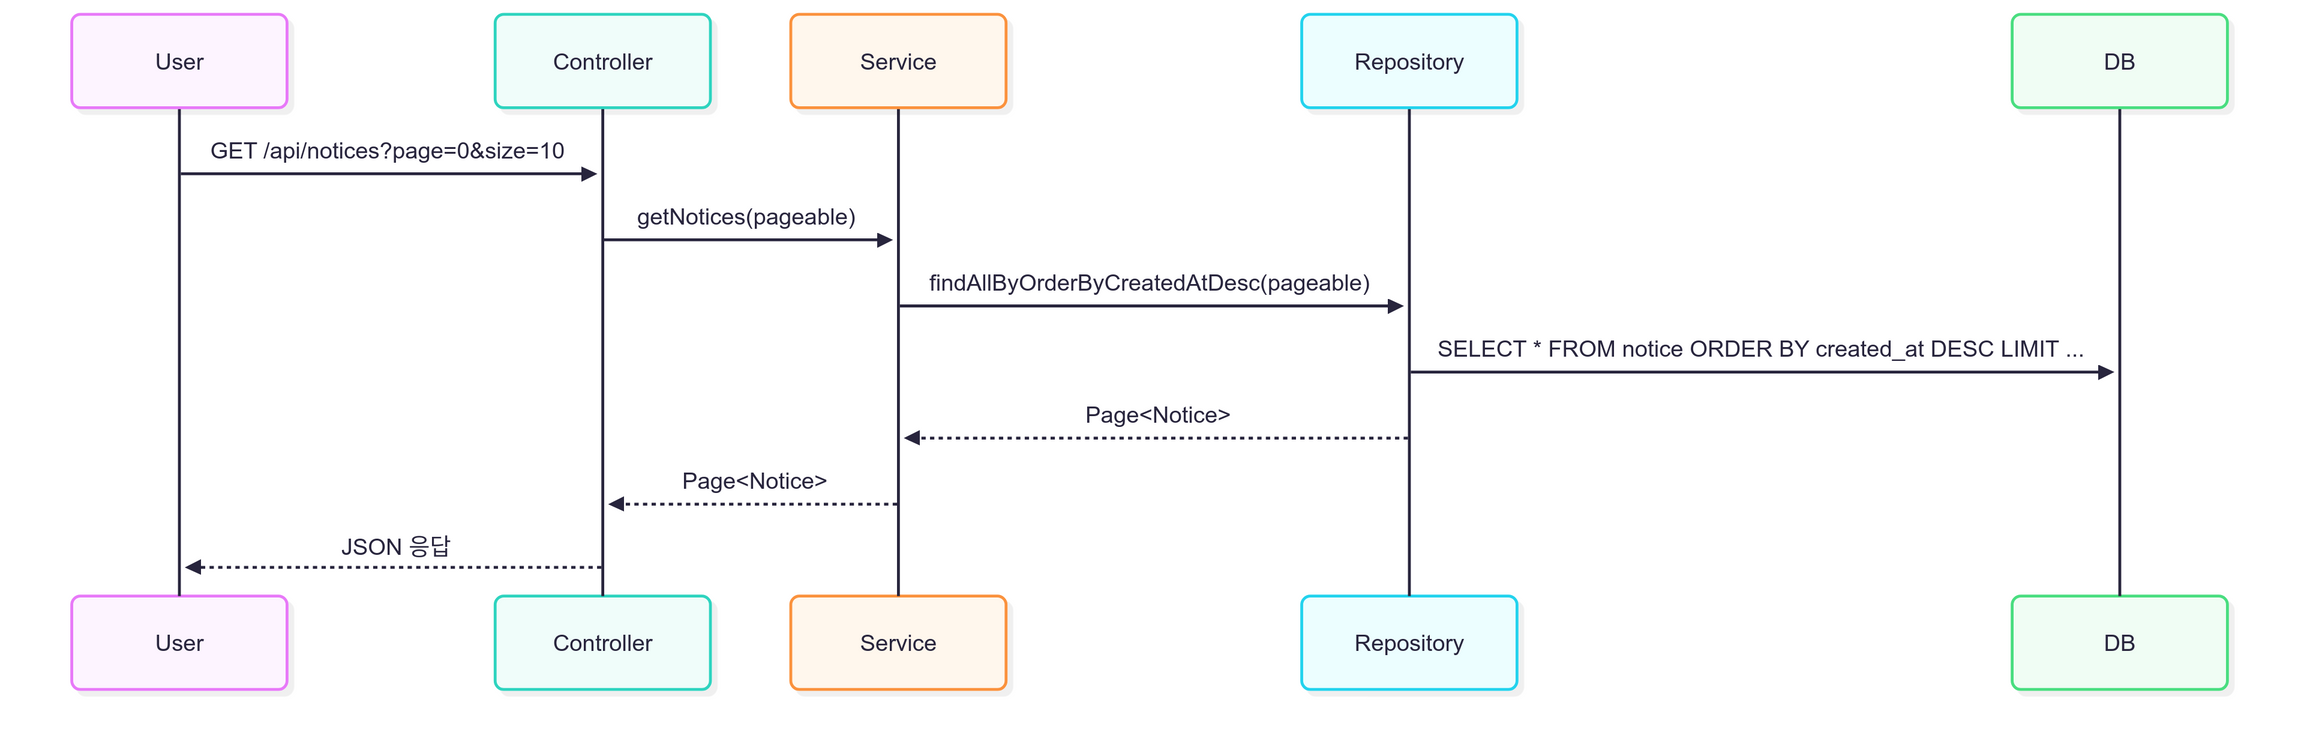 User
Controller
Service
Repository
DB
GET /api/notices?page=0&size=10
getNotices(pageable)
findAllByOrderByCreatedAtDesc(pageable)
SELECT * FROM notice ORDER BY created_at DESC LIMIT ...
Page<Notice>
Page<Notice>
JSON 응답
User
Controller
Service
Repository
DB